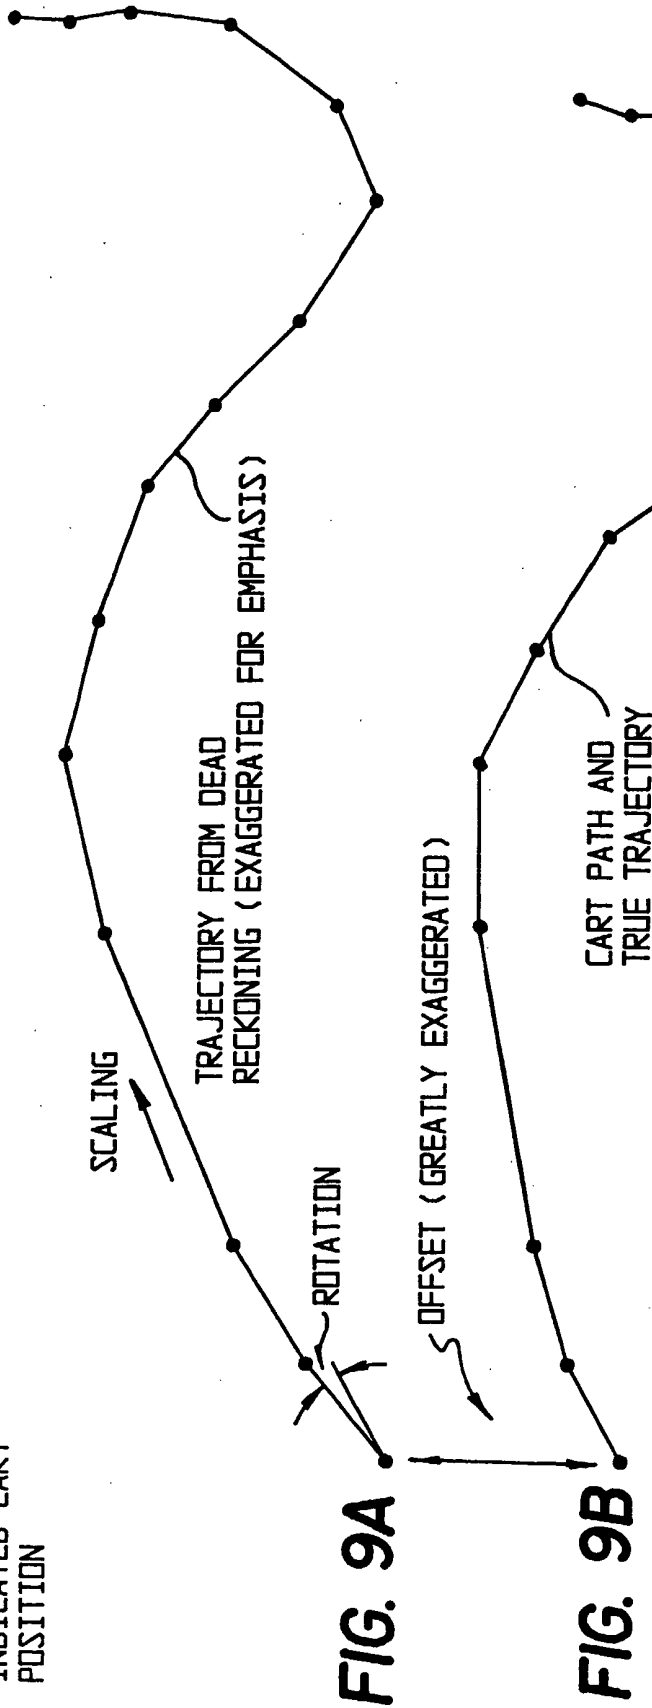 POSITION
SCALING
TRAJECTORY FROM DEAD
RECKONING (EXAGGERATED FOR EMPHASIS)
ROTATION
FIG. 9A
OFFSET (GREATLY EXAGGERATED)
CART PATH AND
TRUE TRAJECTORY
FIG. 9B